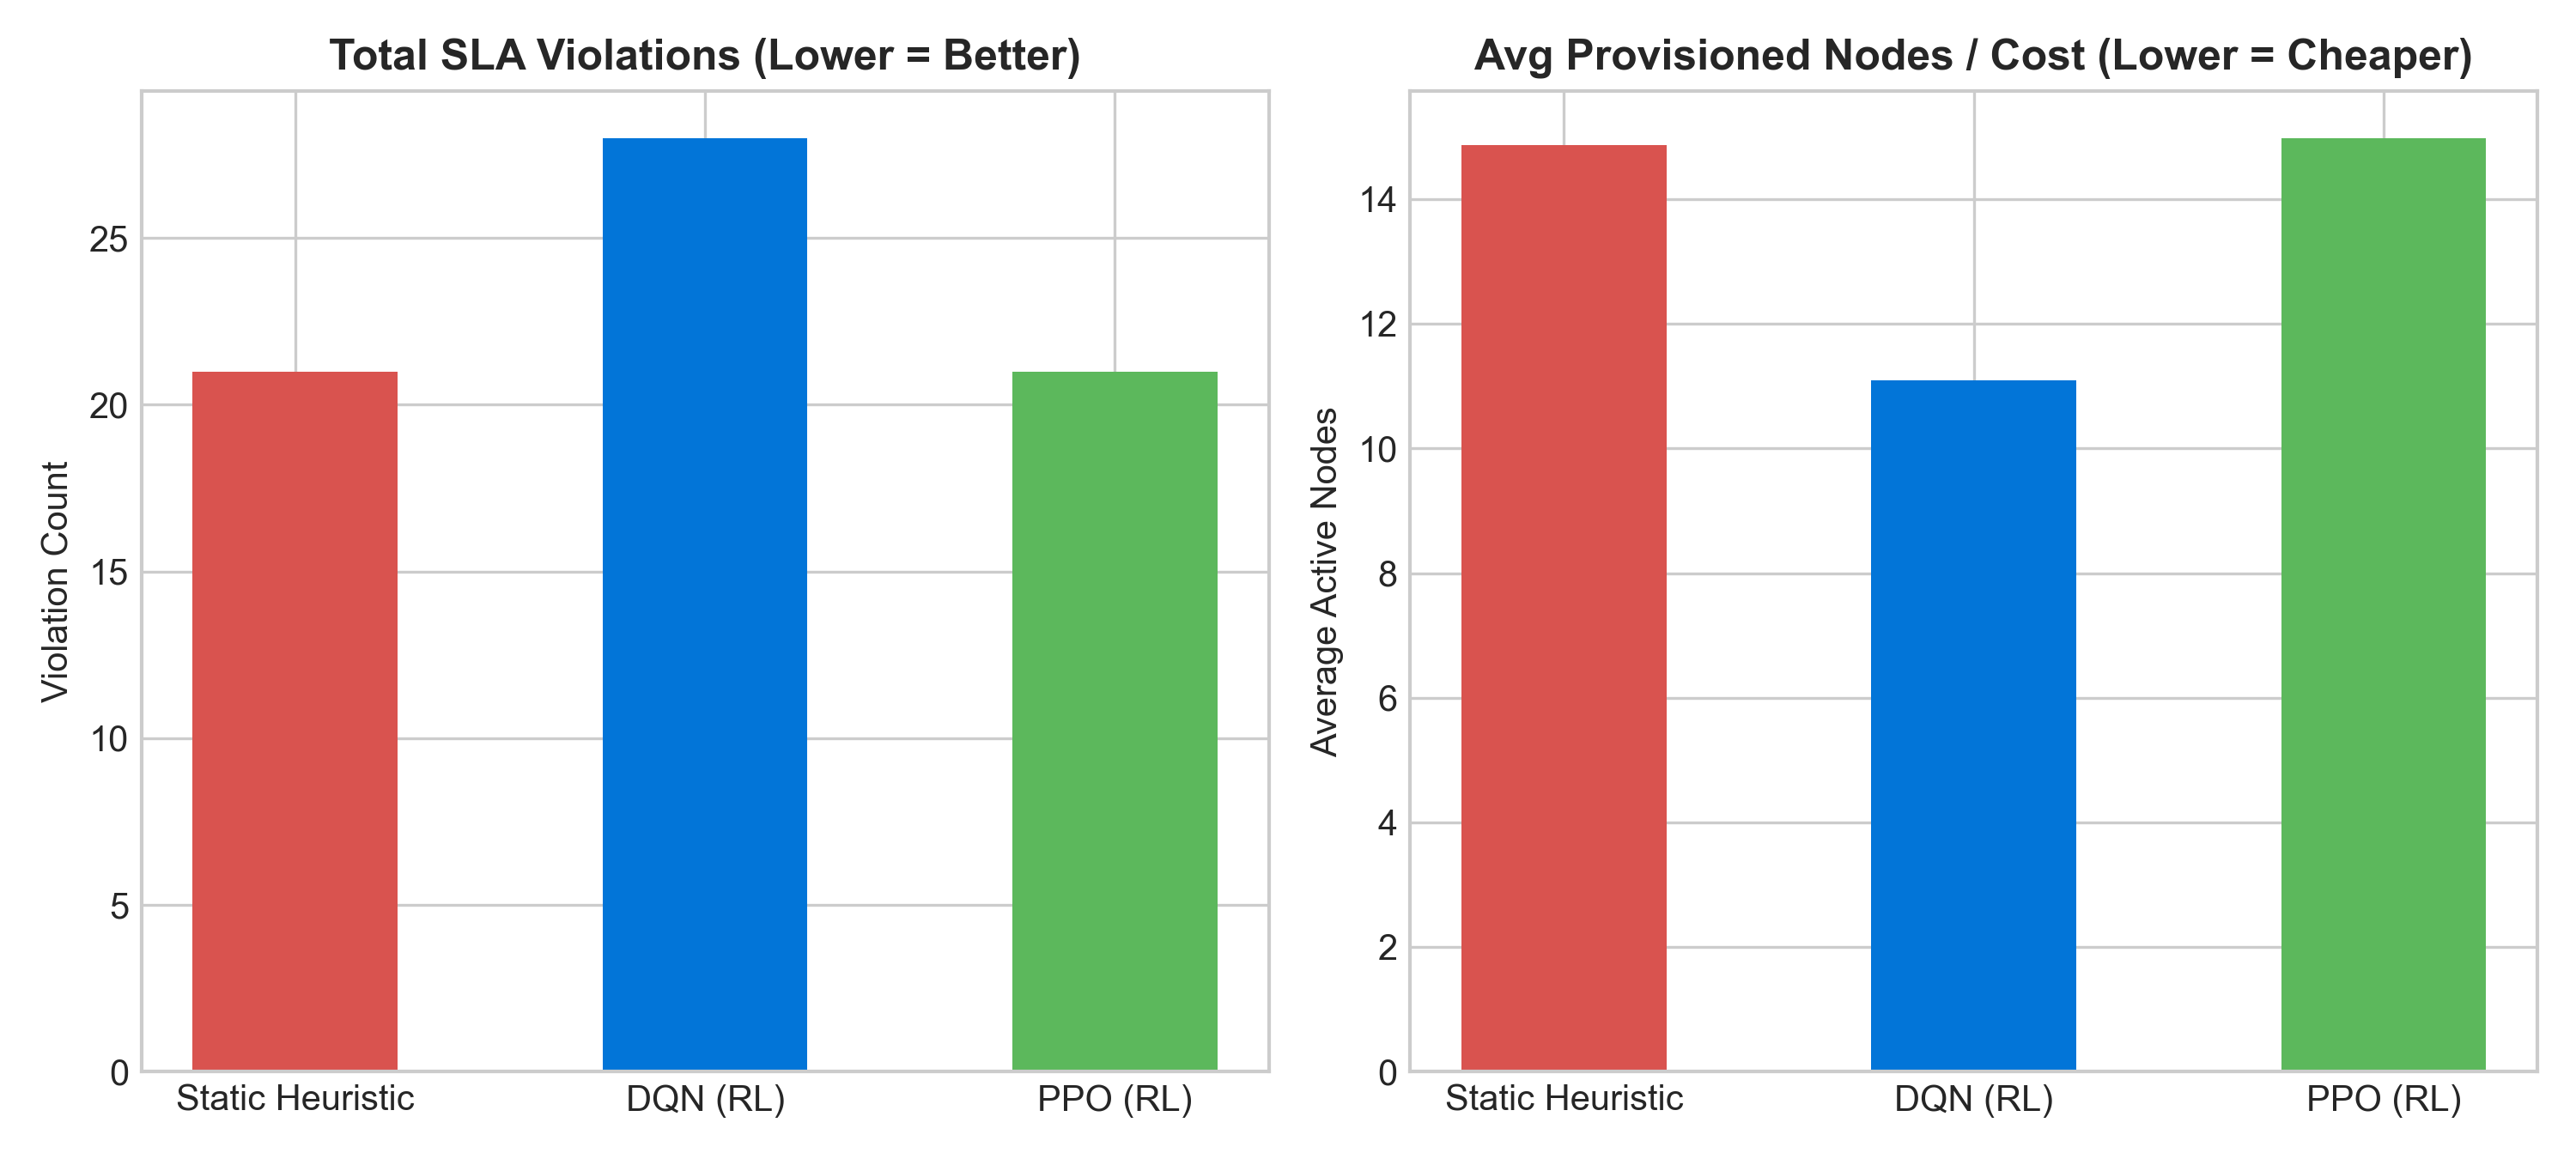 Total SLA Violations (Lower = Better)
Violation Count
25
20
15
10
5
0
Static Heuristic
DQN (RL)
PPO (RL)
Avg Provisioned Nodes / Cost (Lower = Cheaper)
Average Active Nodes
14
12
10
8
6
4
2
0
Static Heuristic
DQN (RL)
PPO (RL)